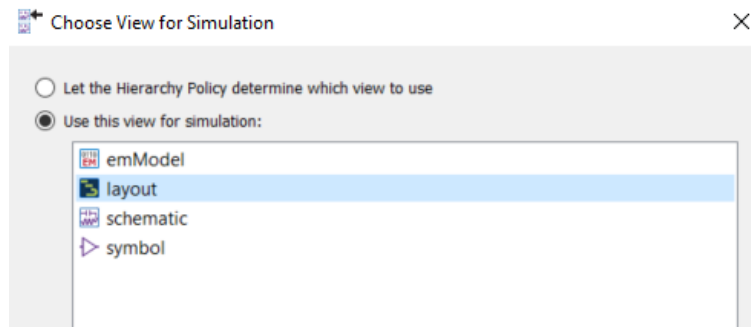 Choose View for Simulation
Let the Hierarchy Policy determine which view to use
Use this view for simulation:
emModel
layout
schematic
symbol